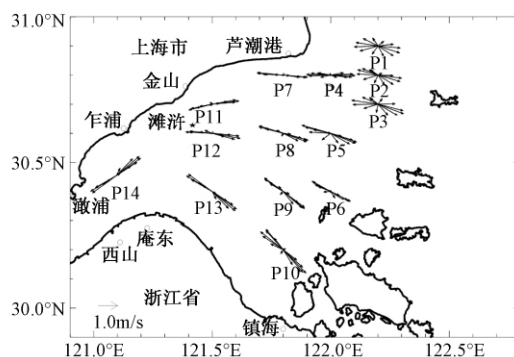 31.0°N
上海市
芦潮港
P1
金山
P7
P4
P2
P11
P3
乍浦
滩浒
P12
P8
P5
30.5°N
P14
P13
P9
P6
澉浦
庵东
西山
P10
浙江省
30.0°N
1.0m/s
镇海
121.0°E
121.5°E
122.0°E
122.5°E